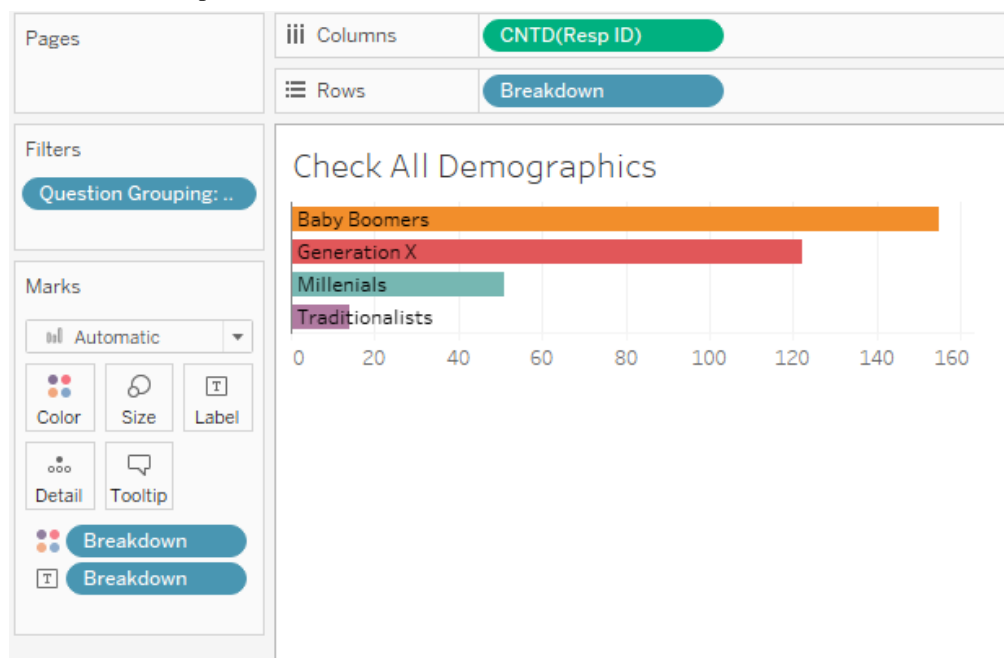 Pages
Columns
CNTD(Resp ID)
Rows
Breakdown
Filters
Question Grouping: ..
Marks
Automatic
Color
Size
T
Label
Detail
Tooltip
Breakdown
T
Breakdown
Check All Demographics
Baby Boomers
Generation X
Millenials
Traditionalists
0 20 40 60 80 100 120 140 160